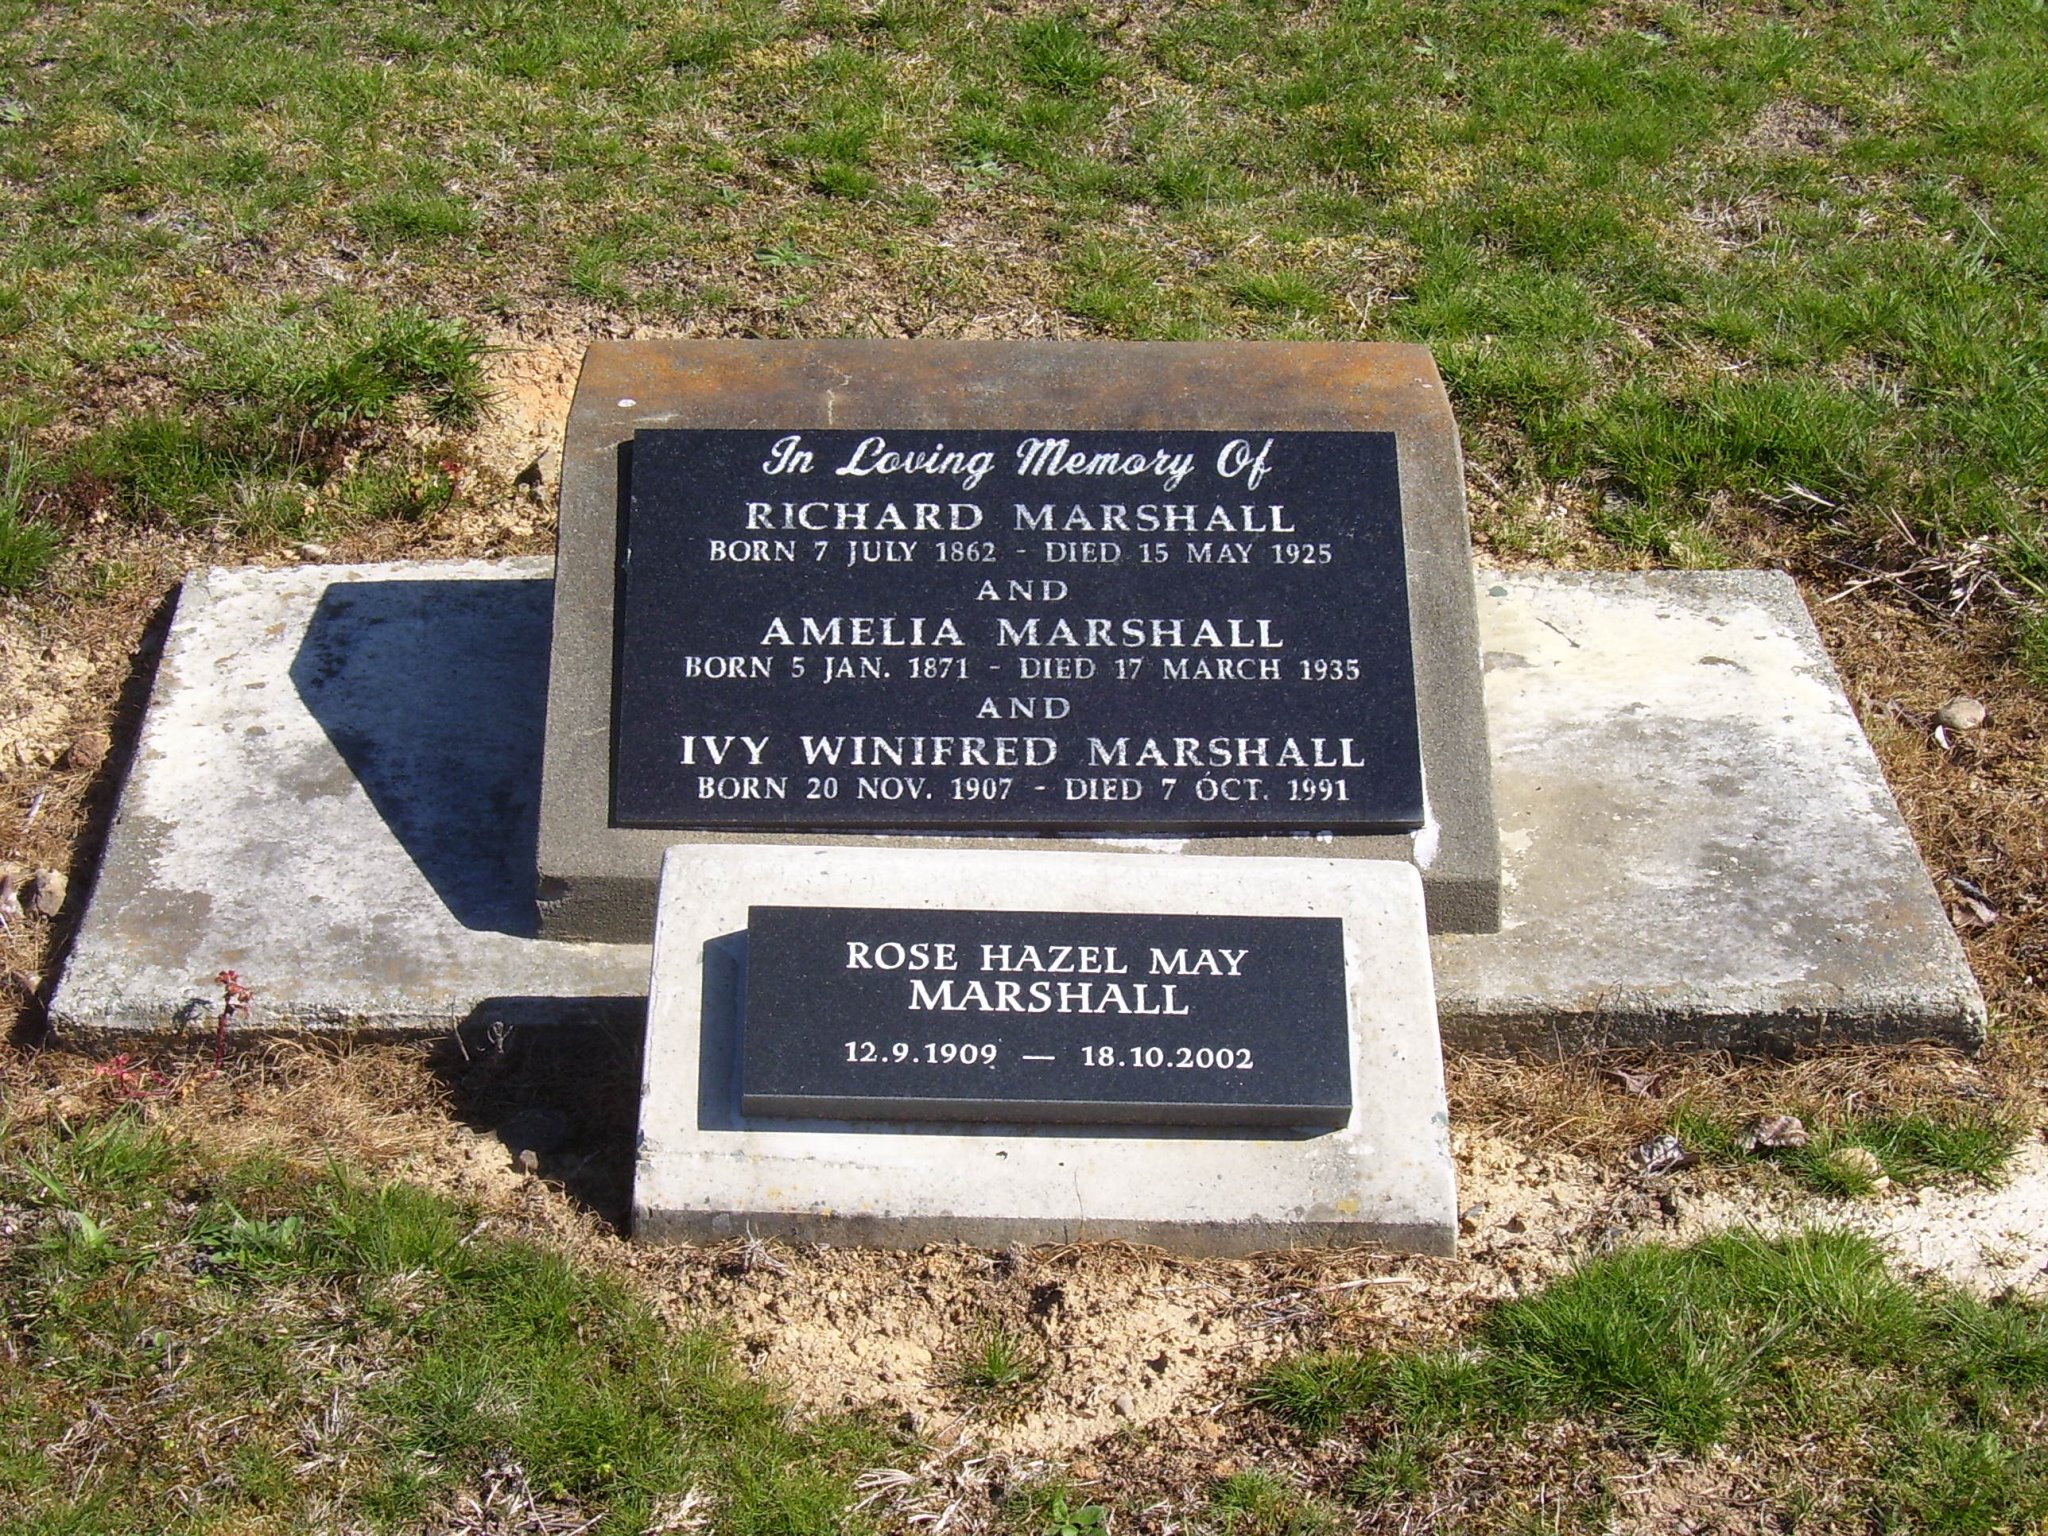 In Loving Memory Of
RICHARD MARSHALL
BORN 7 JULY 1862 - DIED 15 MAY 1925
AND
AMELIA MARSHALL
BORN 5 JAN. 1871 - DIED 17 MARCH 1935
AND
IVY WINIFRED MARSHALL
BORN 20 NOV. 1907 - DIED 7 OCT. 1991
ROSE HAZEL MAY
MARSHALL
12.9.1909 — 18.10.2002